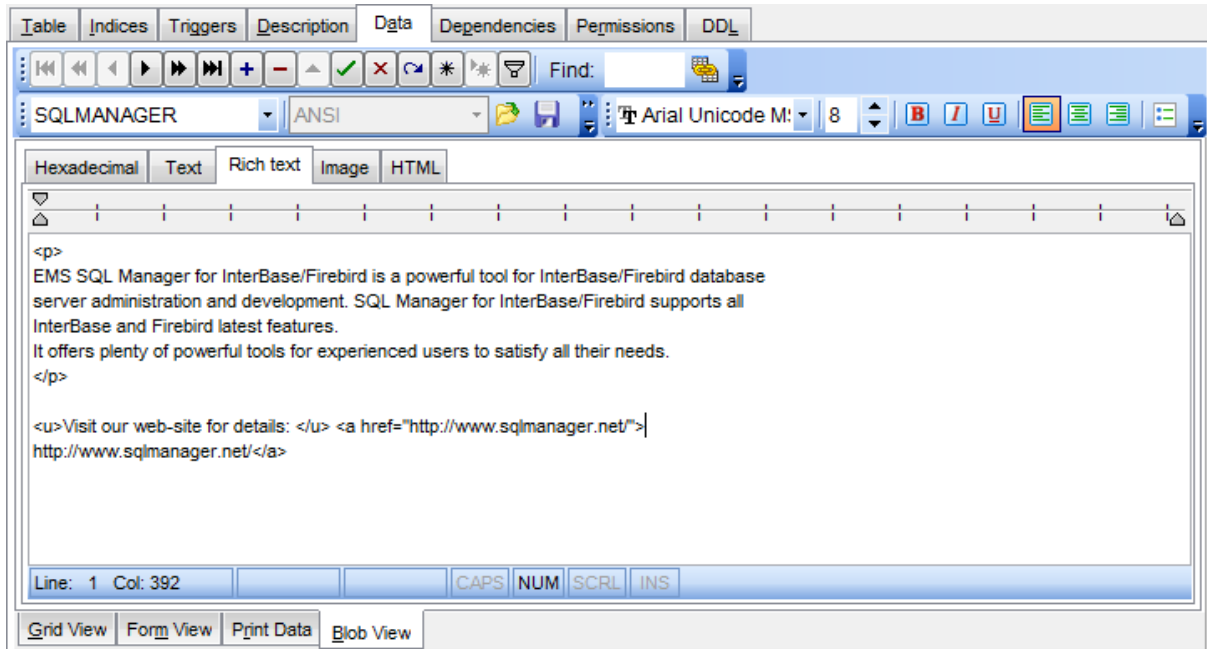 Table Indices Triggers Description Data Dependencies Permissions DDL
Find:
SQLMANAGER ANSI Arial Unicode M: 8 B I U
Hexadecimal Text Rich text Image HTML
<p>
EMS SQL Manager for InterBase/Firebird is a powerful tool for InterBase/Firebird database
server administration and development. SQL Manager for InterBase/Firebird supports all
InterBase and Firebird latest features.
It offers plenty of powerful tools for experienced users to satisfy all their needs.
</p>
<u>Visit our web-site for details: </u> <a href="http://www.sqlmanager.net/">
http://www.sqlmanager.net/</a>
Line: 1 Col: 392 CAPS NUM SCRL INS
Grid View Form View Print Data Blob View